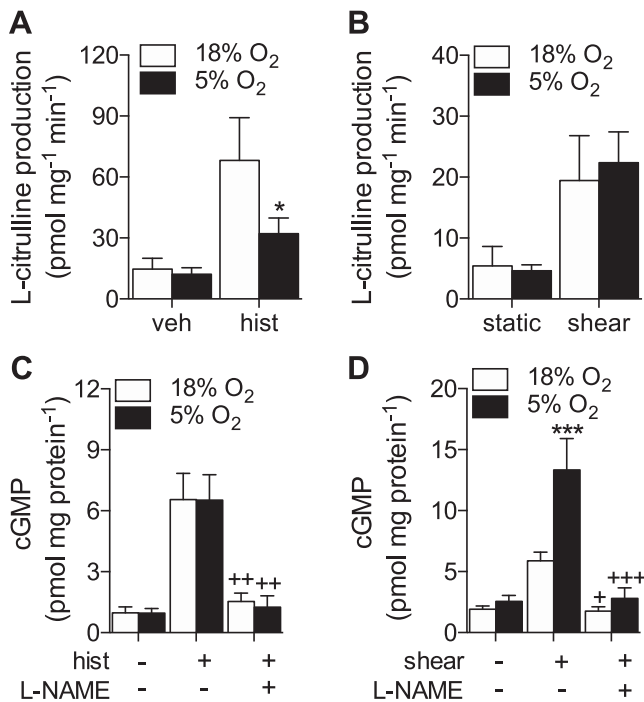 A
L-citrulline production
(pmol mg⁻¹ min⁻¹)
120
90
60
30
0
18% O₂
5% O₂
*
veh hist
B
L-citrulline production
(pmol mg⁻¹ min⁻¹)
40
30
20
10
0
18% O₂
5% O₂
static shear
C
cGMP
(pmol mg protein⁻¹)
12
9
6
3
0
18% O₂
5% O₂
++ ++
hist - + +
L-NAME - - +
D
cGMP
(pmol mg protein⁻¹)
20
15
10
5
0
18% O₂
5% O₂
***
+ +++
shear - + +
L-NAME - - +